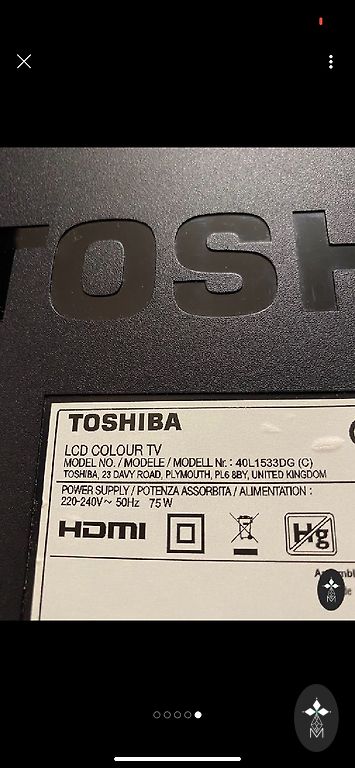 TOSH
TOSHIBA
LCD COLOUR TV
MODEL NO. / MODELE / MODELL Nr. : 40L1533DG (C)
TOSHIBA, 23 DAVY ROAD, PLYMOUTH, PL6 8BY, UNITED KINGDOM
POWER SUPPLY / POTENZA ASSORBITA / ALIMENTATION :
220-240V~ 50Hz 75 W
HDMI
Hg
M
M